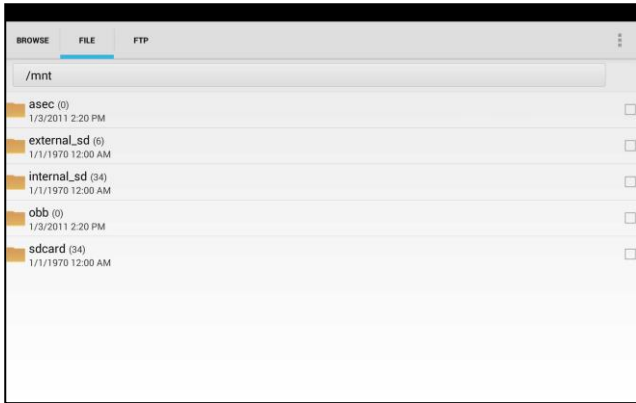 BROWSE FILE FTP
/mnt
asec (0)
1/3/2011 2:20 PM
external_sd (6)
1/1/1970 12:00 AM
internal_sd (34)
1/1/1970 12:00 AM
obb (0)
1/3/2011 2:20 PM
sdcard (34)
1/1/1970 12:00 AM